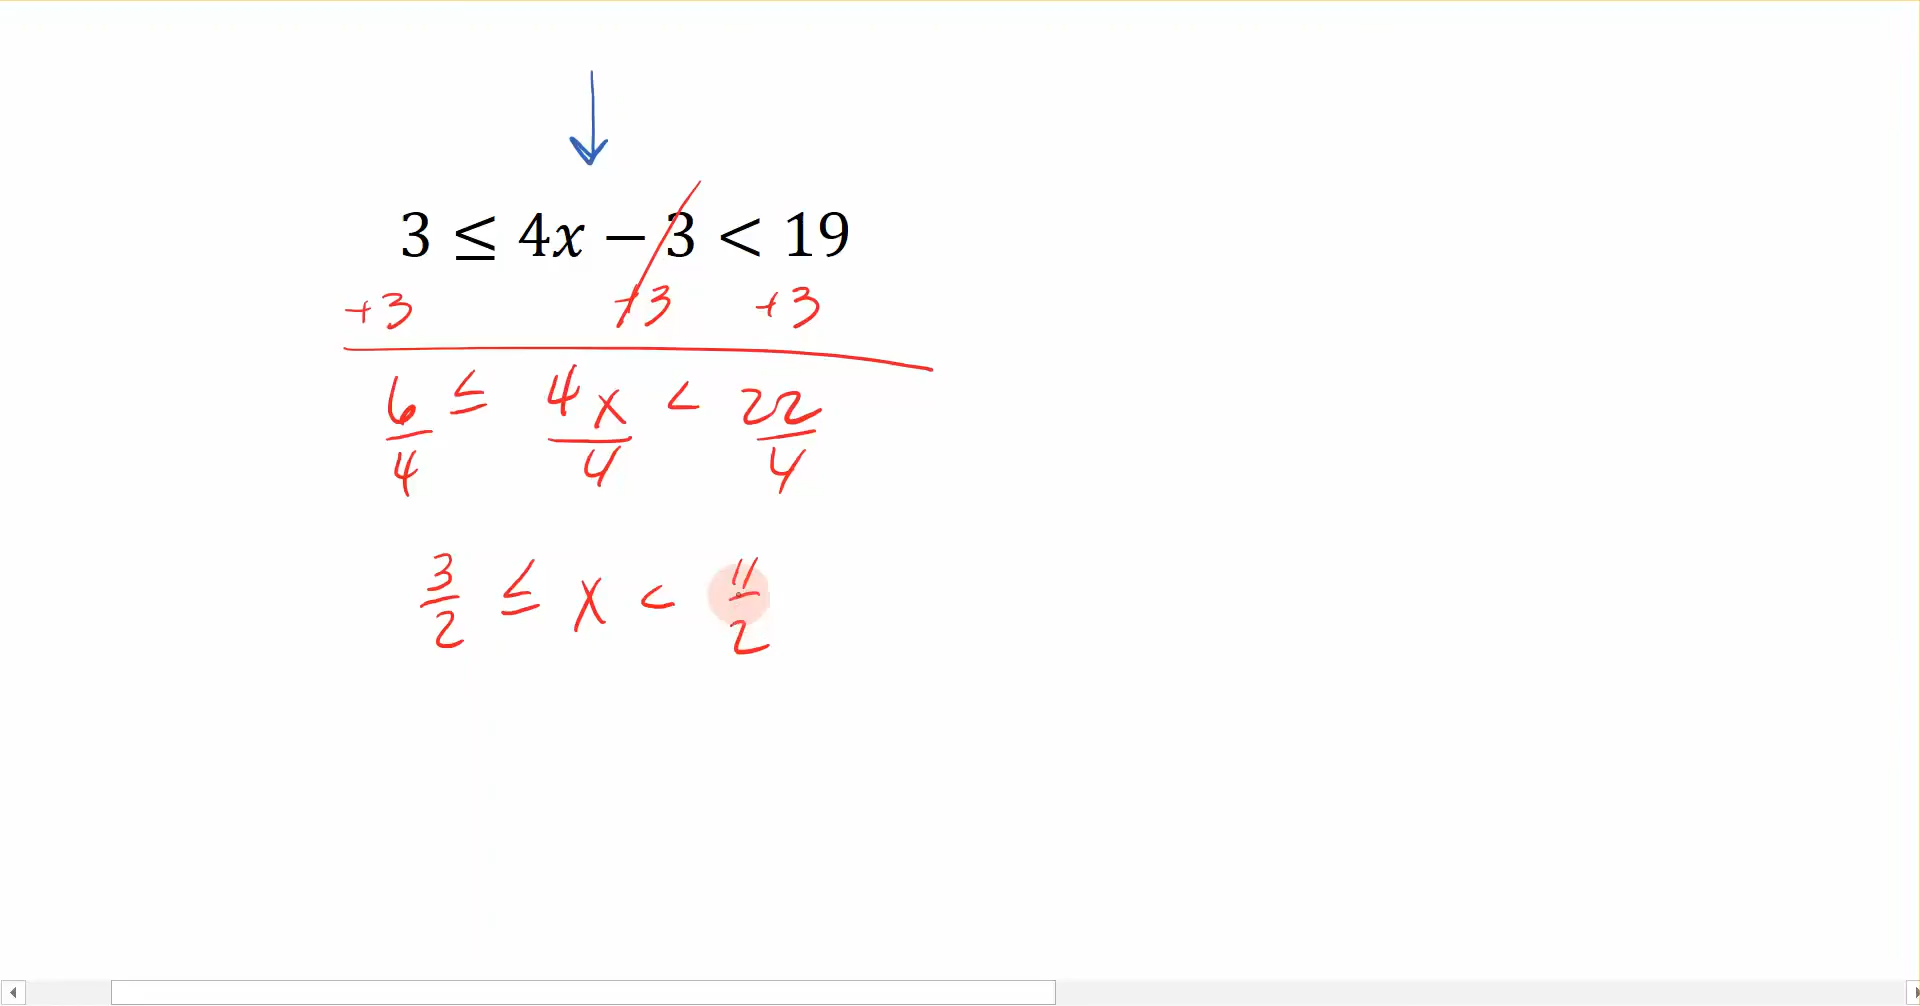 3 ≤ 4x − 3 < 19
+3 +3 +3
6/4 ≤ 4x/4 < 22/4
3/2 ≤ x < 11/2